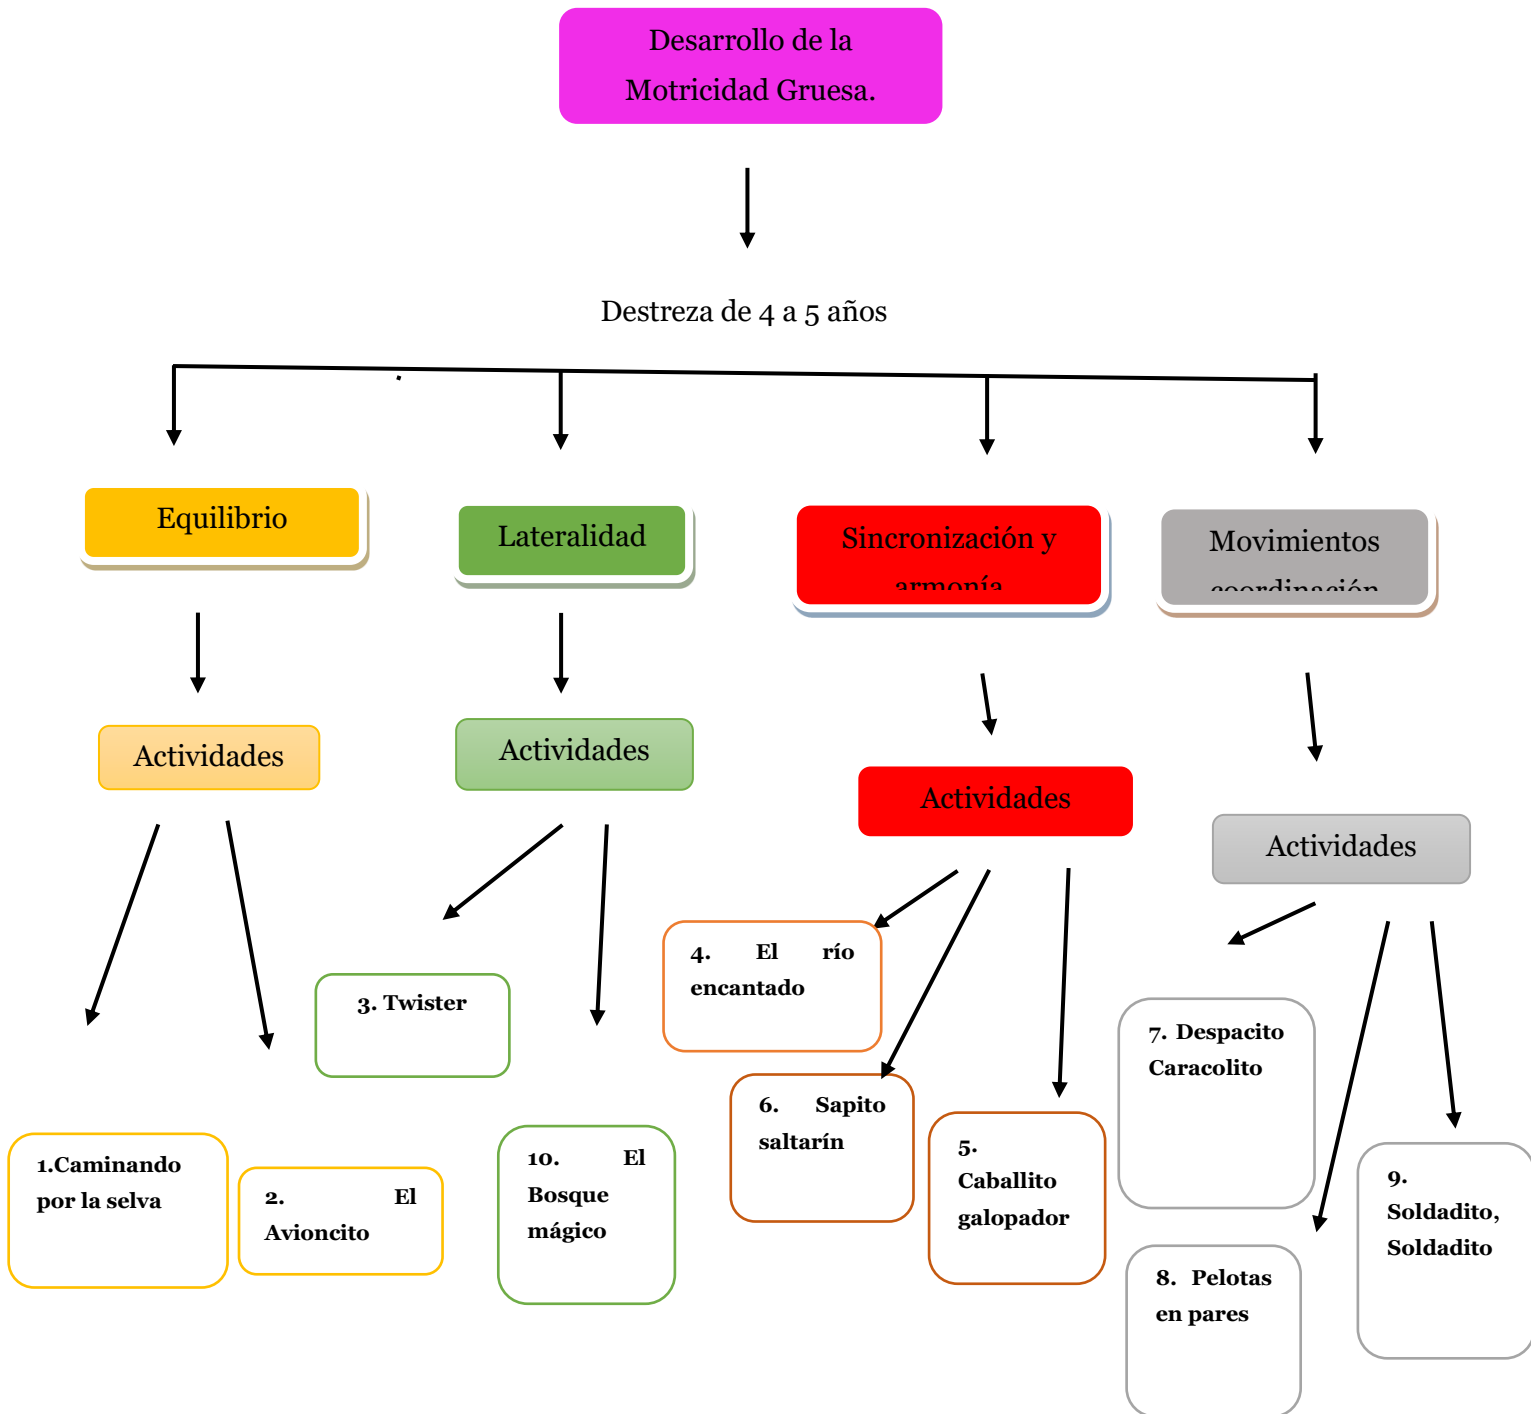 Desarrollo de la
Motricidad Gruesa.
Destreza de 4 a 5 años
Equilibrio
Lateralidad
Sincronización y
armonía
Movimientos
coordinación
Actividades
Actividades
Actividades
Actividades
1.Caminando
por la selva
2. El
Avioncito
3. Twister
10. El
Bosque
mágico
4. El río
encantado
6. Sapito
saltarín
5.
Caballito
galopador
7. Despacito
Caracolito
8. Pelotas
en pares
9.
Soldadito,
Soldadito